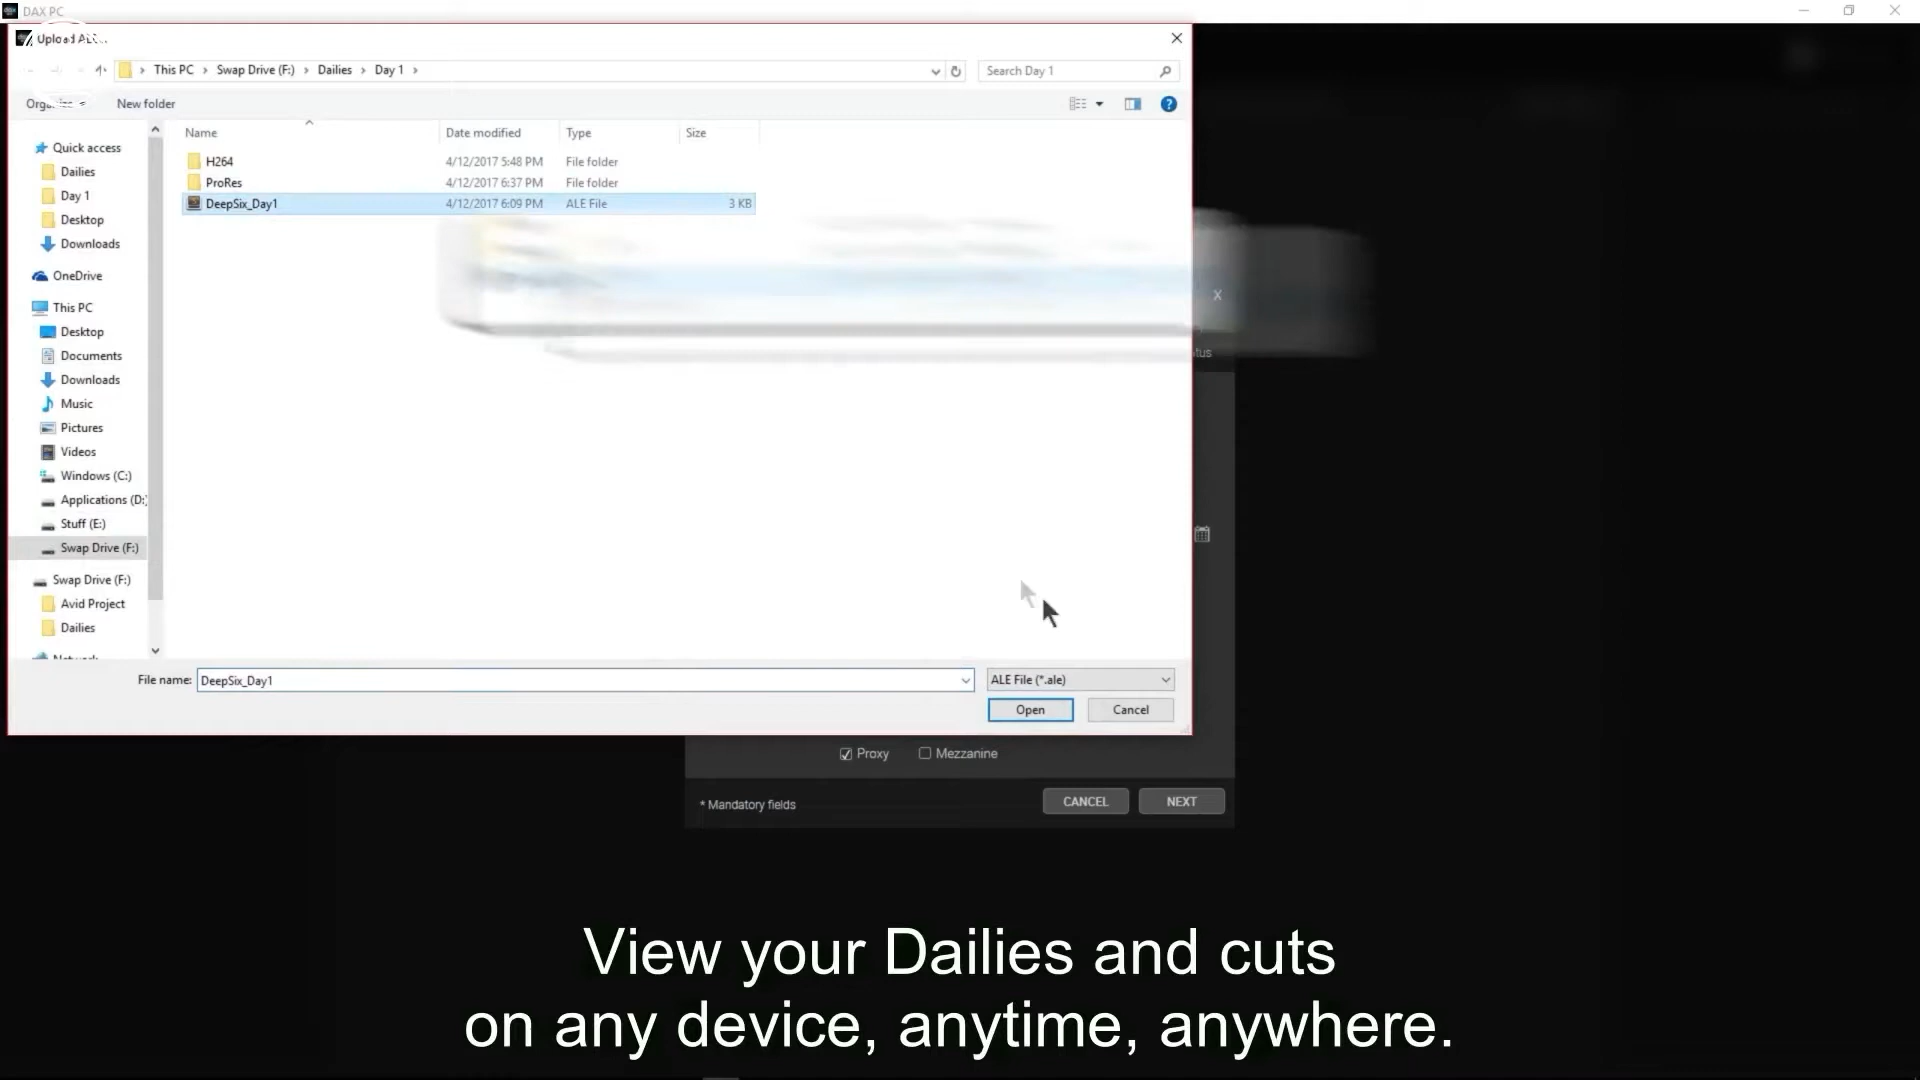 DAX PC
Upload
This PC > Swap Drive (F:) > Dailies > Day 1 >
Search Day 1
New folder
Name
Date modified
Type
Size
Quick access
Dailies
Day 1
Desktop
Downloads
OneDrive
This PC
Desktop
Documents
Downloads
Music
Pictures
Videos
Windows (C:)
Applications (D:)
Stuff (E:)
Swap Drive (F:)
Swap Drive (F:)
Avid Project
Dailies
H264 4/12/2017 5:48 PM File folder
ProRes 4/12/2017 6:37 PM File folder
DeepSix_Day1 4/12/2017 6:09 PM ALE File 3 KB
File name: DeepSix_Day1
ALE File (*.ale)
Open
Cancel
Proxy
Mezzanine
* Mandatory fields
CANCEL
NEXT
View your Dailies and cuts
on any device, anytime, anywhere.